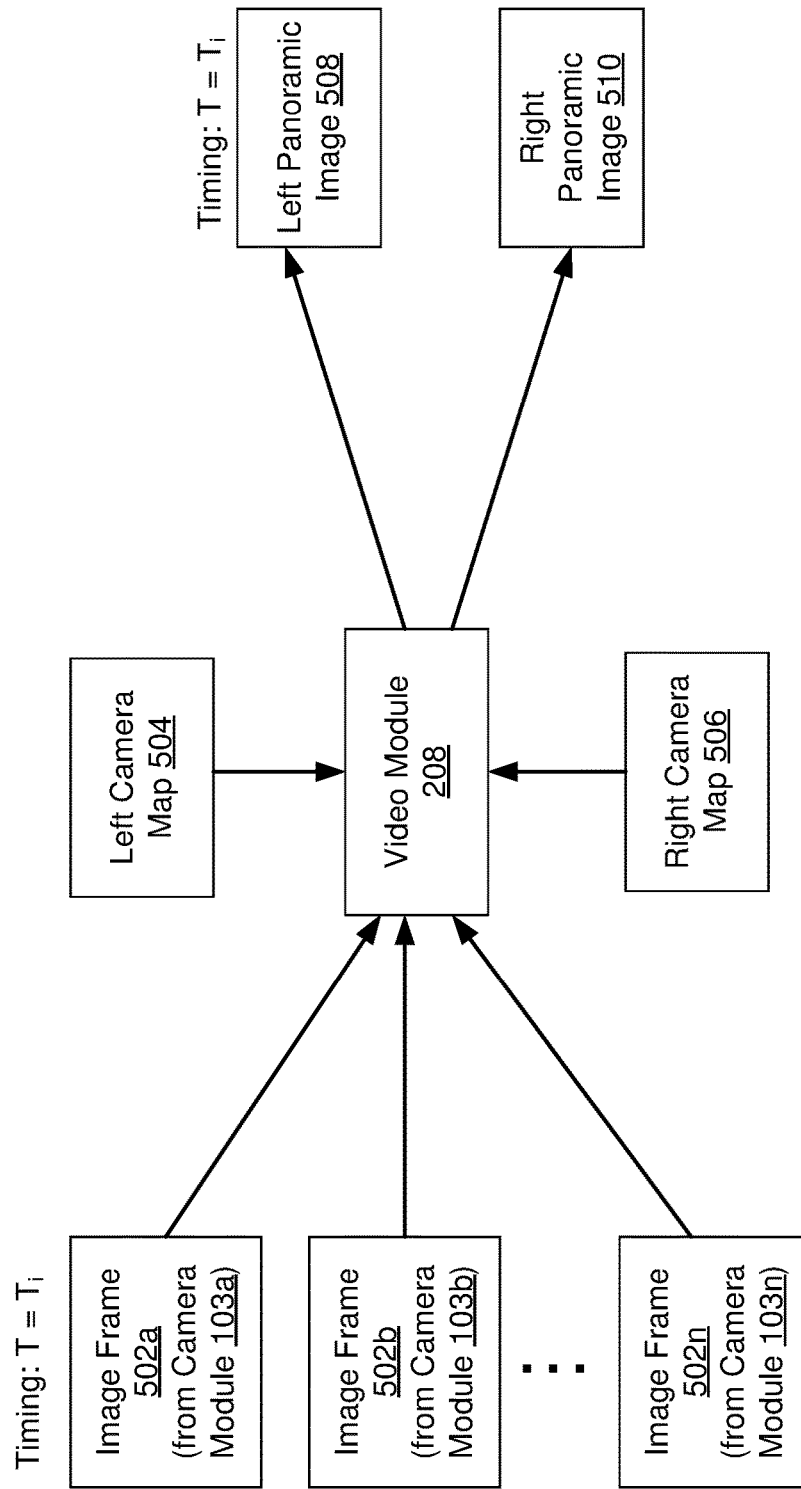 Timing: T = Ti
Image Frame
502a
(from Camera
Module 103a)
Image Frame
502b
(from Camera
Module 103b)
...
Image Frame
502n
(from Camera
Module 103n)
Left Camera
Map 504
Video Module
208
Right Camera
Map 506
Timing: T = Ti
Left Panoramic
Image 508
Right
Panoramic
Image 510